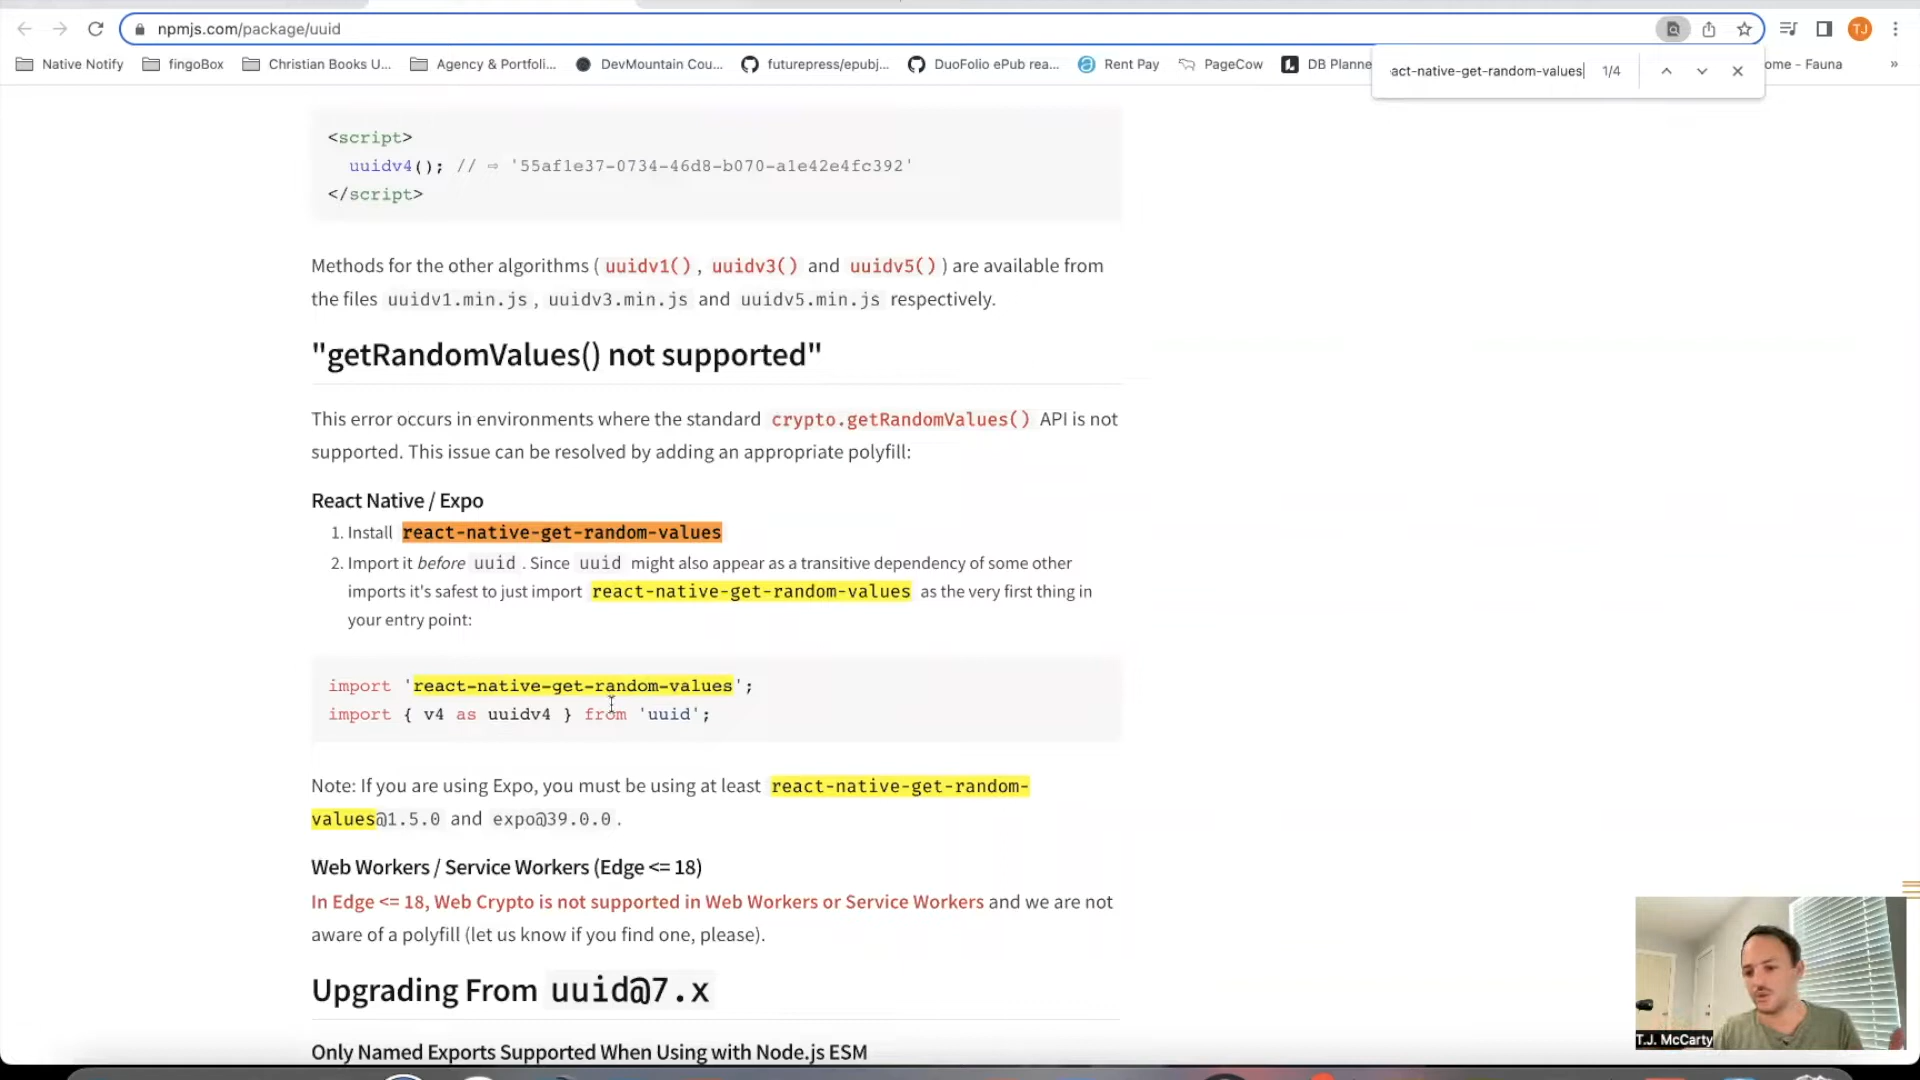 npmjs.com/package/uuid
TJ
Native Notify
fingoBox
Christian Books U...
Agency & Portfoli...
DevMountain Cou...
futurepress/epubj...
DuoFolio ePub rea...
Rent Pay
PageCow
DB Planne
ome - Fauna
»
act-native-get-random-values
1/4
<script>
uuidv4(); // ⇨ '55af1e37-0734-46d8-b070-a1e42e4fc392'
</script>
Methods for the other algorithms ( uuidv1() , uuidv3() and uuidv5() ) are available from
the files uuidv1.min.js , uuidv3.min.js and uuidv5.min.js respectively.
"getRandomValues() not supported"
This error occurs in environments where the standard crypto.getRandomValues() API is not
supported. This issue can be resolved by adding an appropriate polyfill:
React Native / Expo
1. Install react-native-get-random-values
2. Import it before uuid . Since uuid might also appear as a transitive dependency of some other
imports it's safest to just import react-native-get-random-values as the very first thing in
your entry point:
import 'react-native-get-random-values';
import { v4 as uuidv4 } from 'uuid';
Note: If you are using Expo, you must be using at least react-native-get-random-
values@1.5.0 and expo@39.0.0 .
Web Workers / Service Workers (Edge <= 18)
In Edge <= 18, Web Crypto is not supported in Web Workers or Service Workers and we are not
aware of a polyfill (let us know if you find one, please).
Upgrading From uuid@7.x
Only Named Exports Supported When Using with Node.js ESM
T.J. McCarty